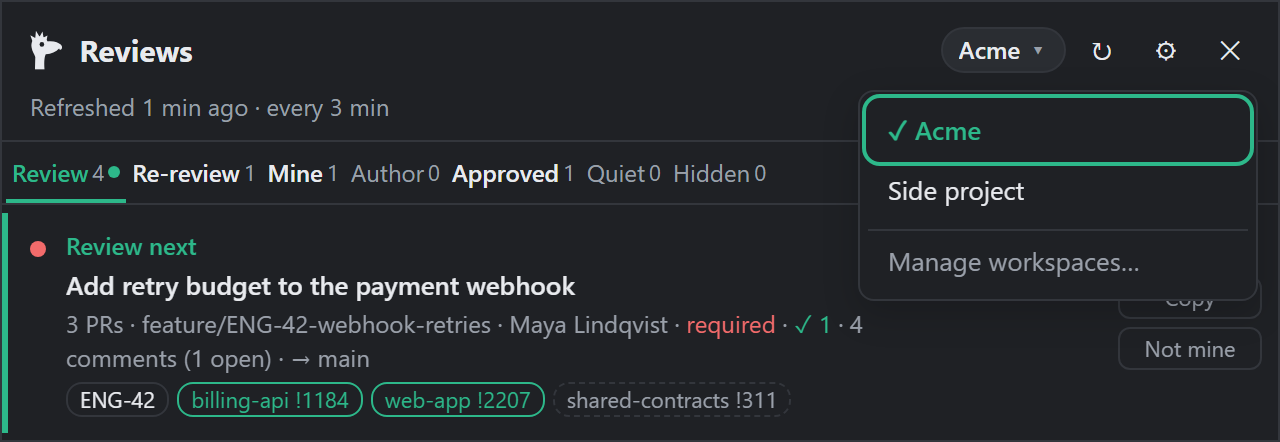 Reviews
Acme ▾
Refreshed 1 min ago · every 3 min
✓ Acme
Side project
Manage workspaces...
Review 4 Re-review 1 Mine 1 Author 0 Approved 1 Quiet 0 Hidden 0
Review next
Add retry budget to the payment webhook
3 PRs · feature/ENG-42-webhook-retries · Maya Lindqvist · required · ✓ 1 · 4
comments (1 open) · → main
Copy
Not mine
ENG-42 billing-api !1184 web-app !2207 shared-contracts !311